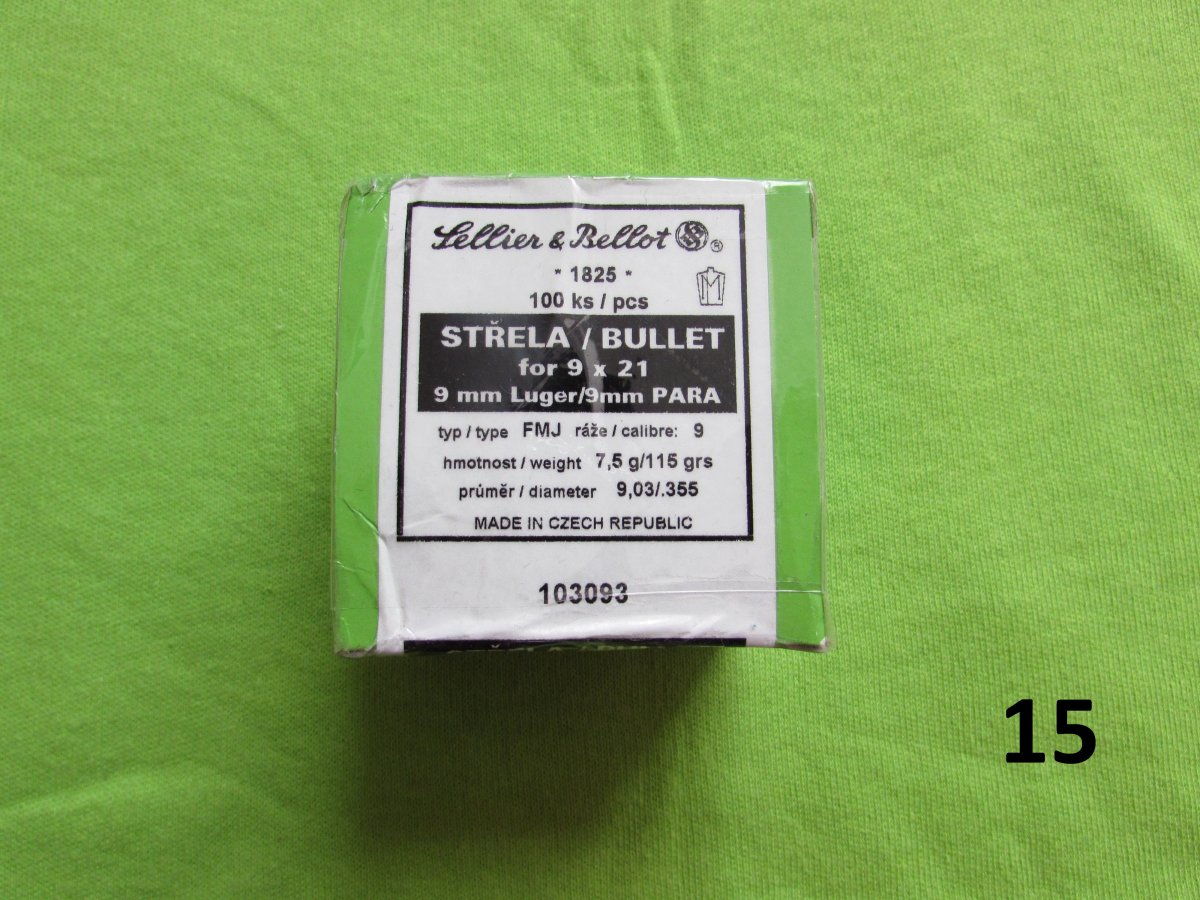 Sellier & Bellot ®
* 1825 *
100 ks / pcs
M
STŘELA / BULLET
for 9 x 21
9 mm Luger/9mm PARA
typ / type FMJ ráže / calibre: 9
hmotnost / weight 7,5 g/115 grs
průměr / diameter 9,03/.355
MADE IN CZECH REPUBLIC
103093
15